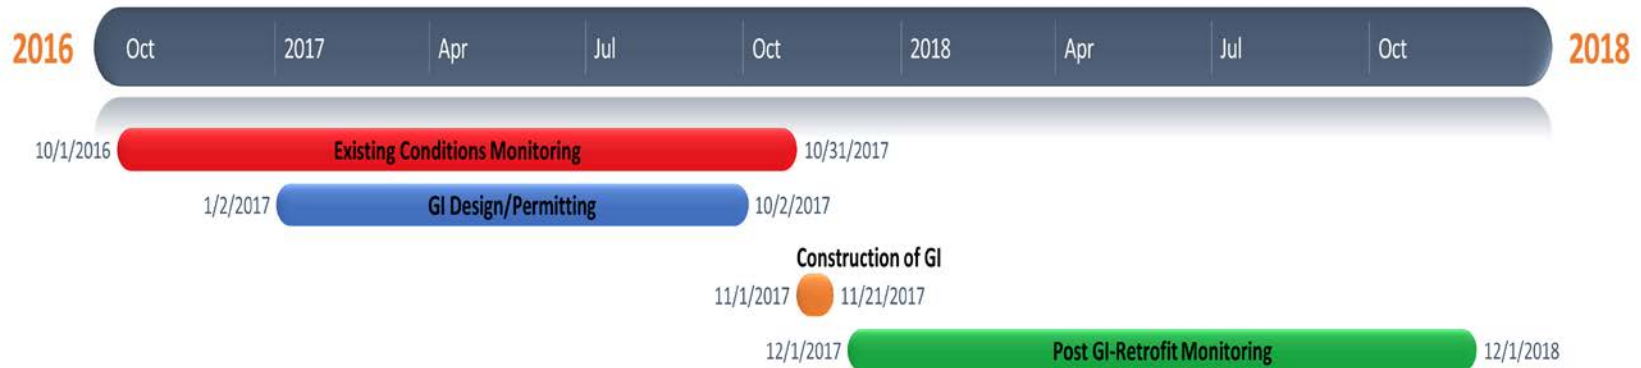 2016 Oct 2017 Apr Jul Oct 2018 Apr Jul Oct 2018
10/1/2016 Existing Conditions Monitoring 10/31/2017
1/2/2017 GI Design/Permitting 10/2/2017
Construction of GI
11/1/2017 11/21/2017
12/1/2017 Post GI-Retrofit Monitoring 12/1/2018